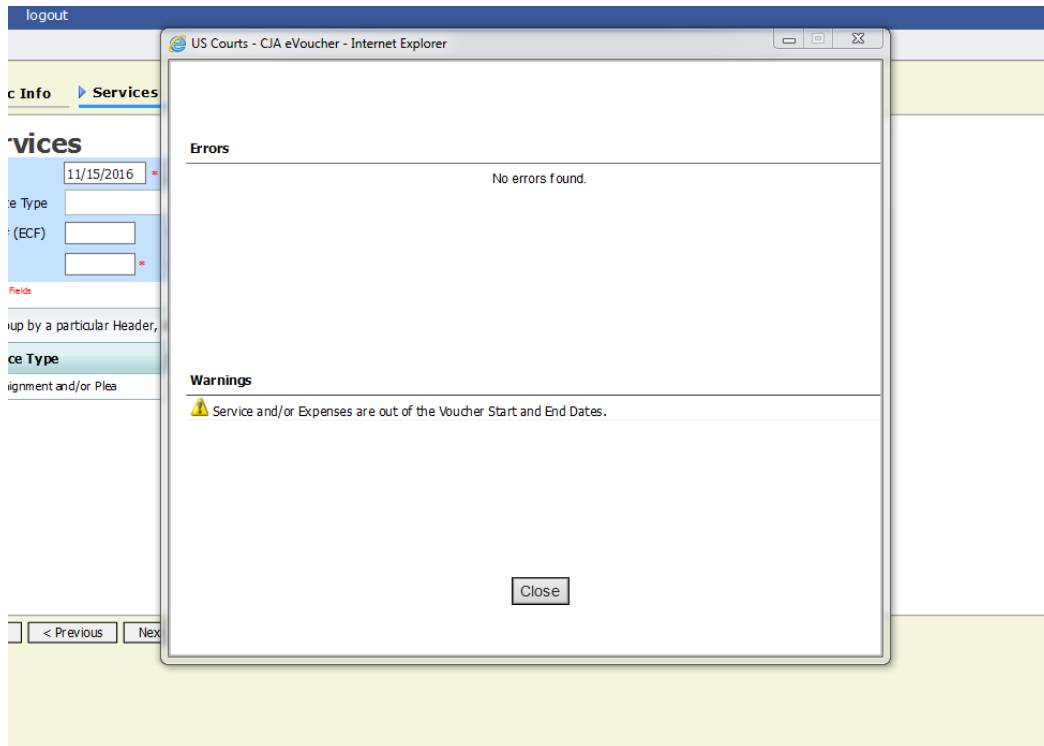 logout
US Courts - CJA eVoucher - Internet Explorer
c Info
Services
rvices
Errors
11/15/2016 *
No errors found.
ce Type
(ECF)
*
Fields
oup by a particular Header,
ce Type
Warnings
ignment and/or Plea
Service and/or Expenses are out of the Voucher Start and End Dates.
Close
< Previous
Nex